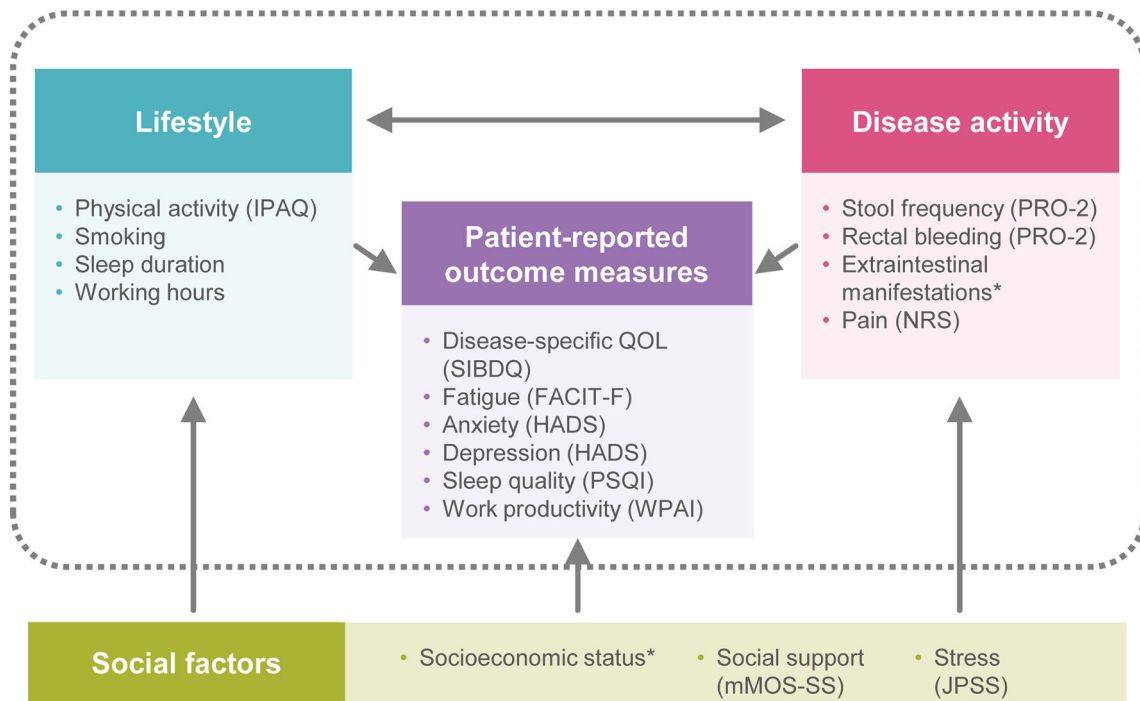 Lifestyle
• Physical activity (IPAQ)
• Smoking
• Sleep duration
• Working hours
Patient-reported
outcome measures
• Disease-specific QOL
(SIBDQ)
• Fatigue (FACIT-F)
• Anxiety (HADS)
• Depression (HADS)
• Sleep quality (PSQI)
• Work productivity (WPAI)
Disease activity
• Stool frequency (PRO-2)
• Rectal bleeding (PRO-2)
• Extraintestinal
manifestations*
• Pain (NRS)
Social factors
• Socioeconomic status*
• Social support
(mMOS-SS)
• Stress
(JPSS)